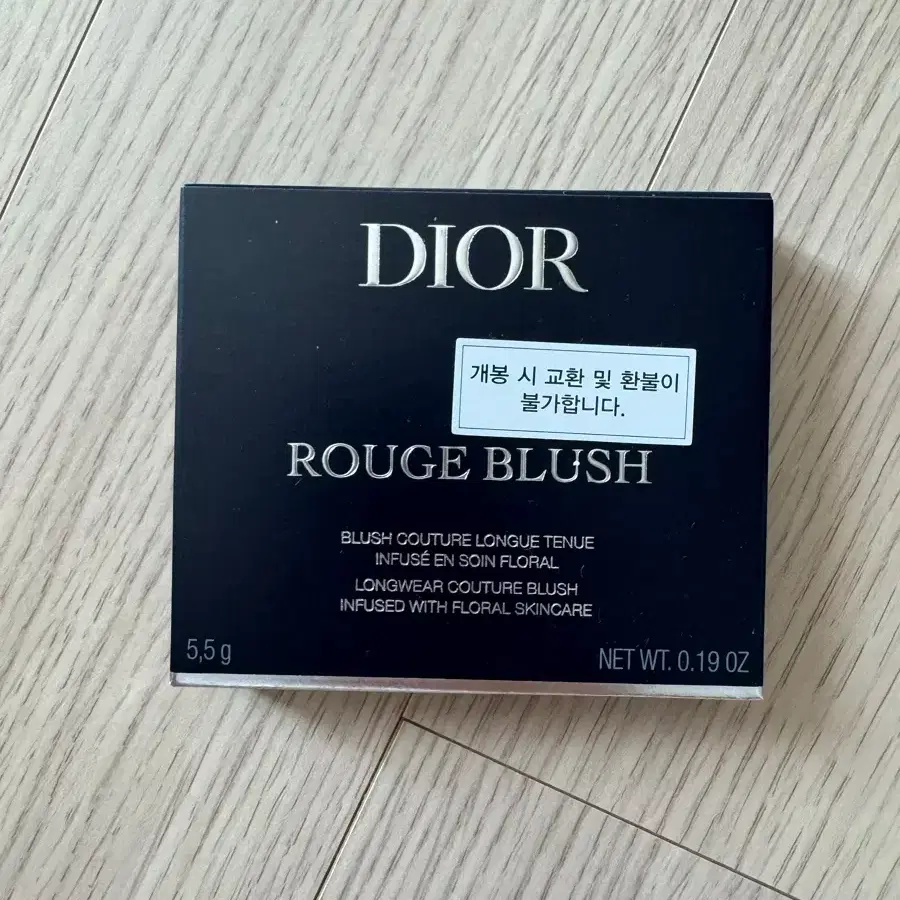 DIOR
개봉 시 교환 및 환불이
불가합니다.
ROUGE BLUSH
BLUSH COUTURE LONGUE TENUE
INFUSÉ EN SOIN FLORAL
LONGWEAR COUTURE BLUSH
INFUSED WITH FLORAL SKINCARE
5,5 g
NET WT. 0.19 OZ